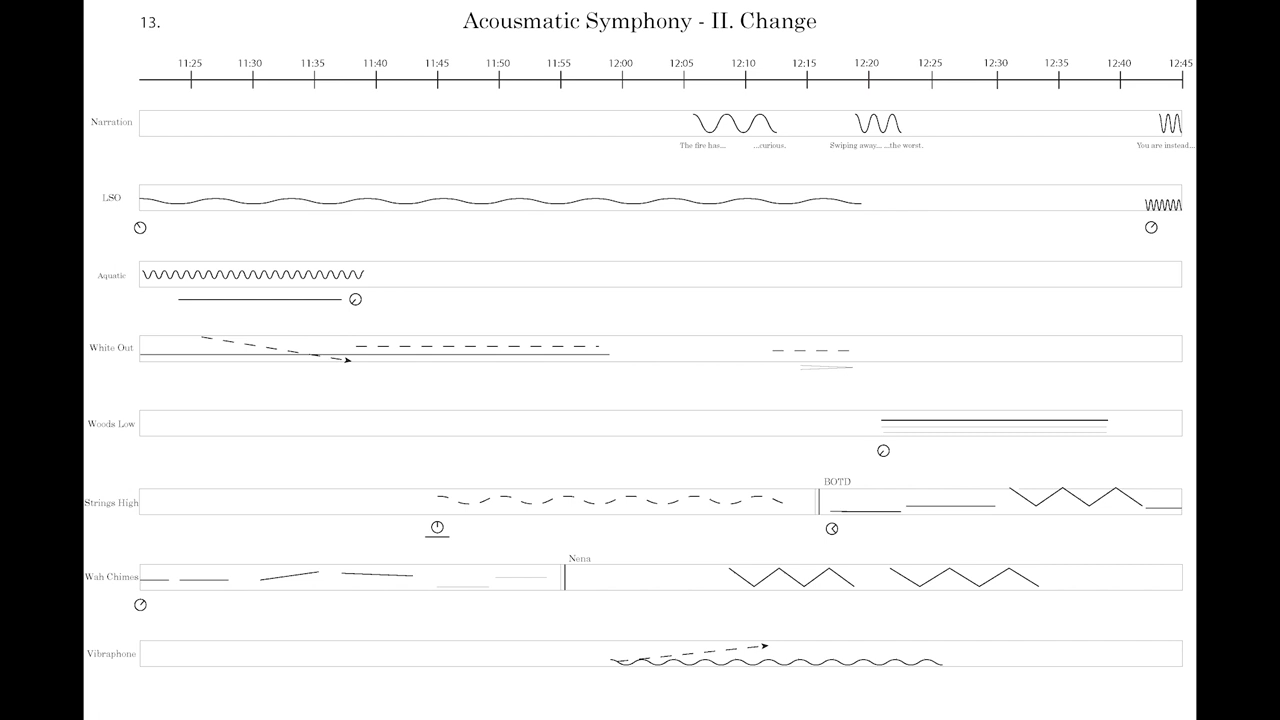 13.
Acousmatic Symphony - II. Change
11:25 11:30 11:35 11:40 11:45 11:50 11:55 12:00 12:05 12:10 12:15 12:20 12:25 12:30 12:35 12:40 12:45
Narration
The fire has... ...curious. Swiping away... ...the worst. You are instead...
LSO
Aquatic
White Out
Woods Low
BOTD
Strings High
Nena
Wah Chimes
Vibraphone